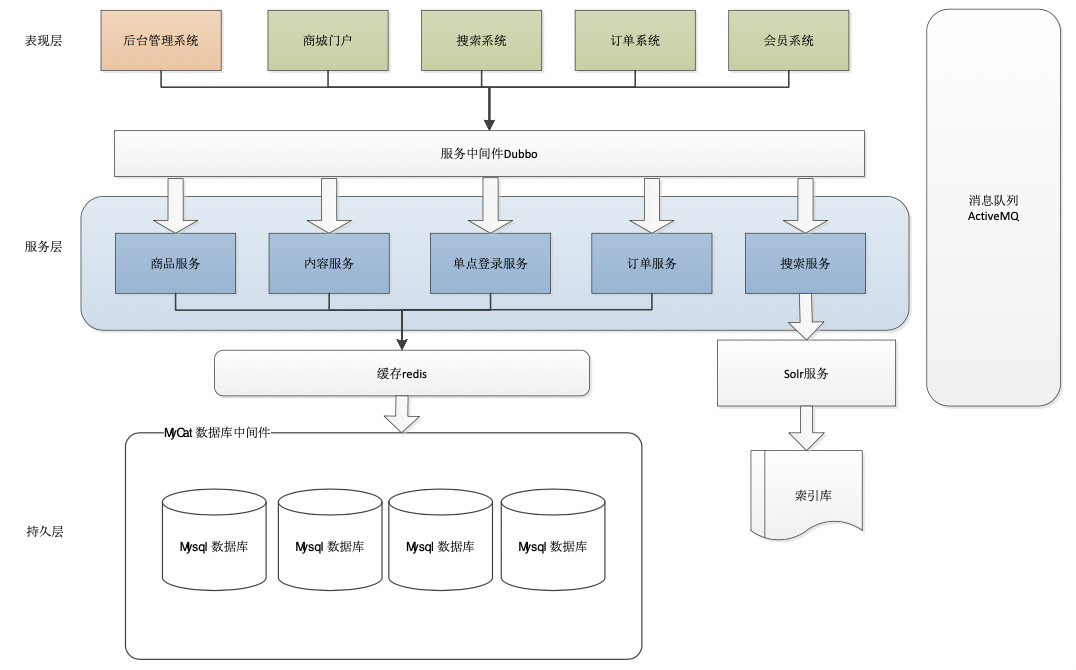 表现层
后台管理系统
商城门户
搜索系统
订单系统
会员系统
服务中间件Dubbo
消息队列
ActiveMQ
服务层
商品服务
内容服务
单点登录服务
订单服务
搜索服务
缓存redis
Solr服务
MyCat 数据库中间件
索引库
持久层
Mysql 数据库
Mysql 数据库
Mysql 数据库
Mysql 数据库